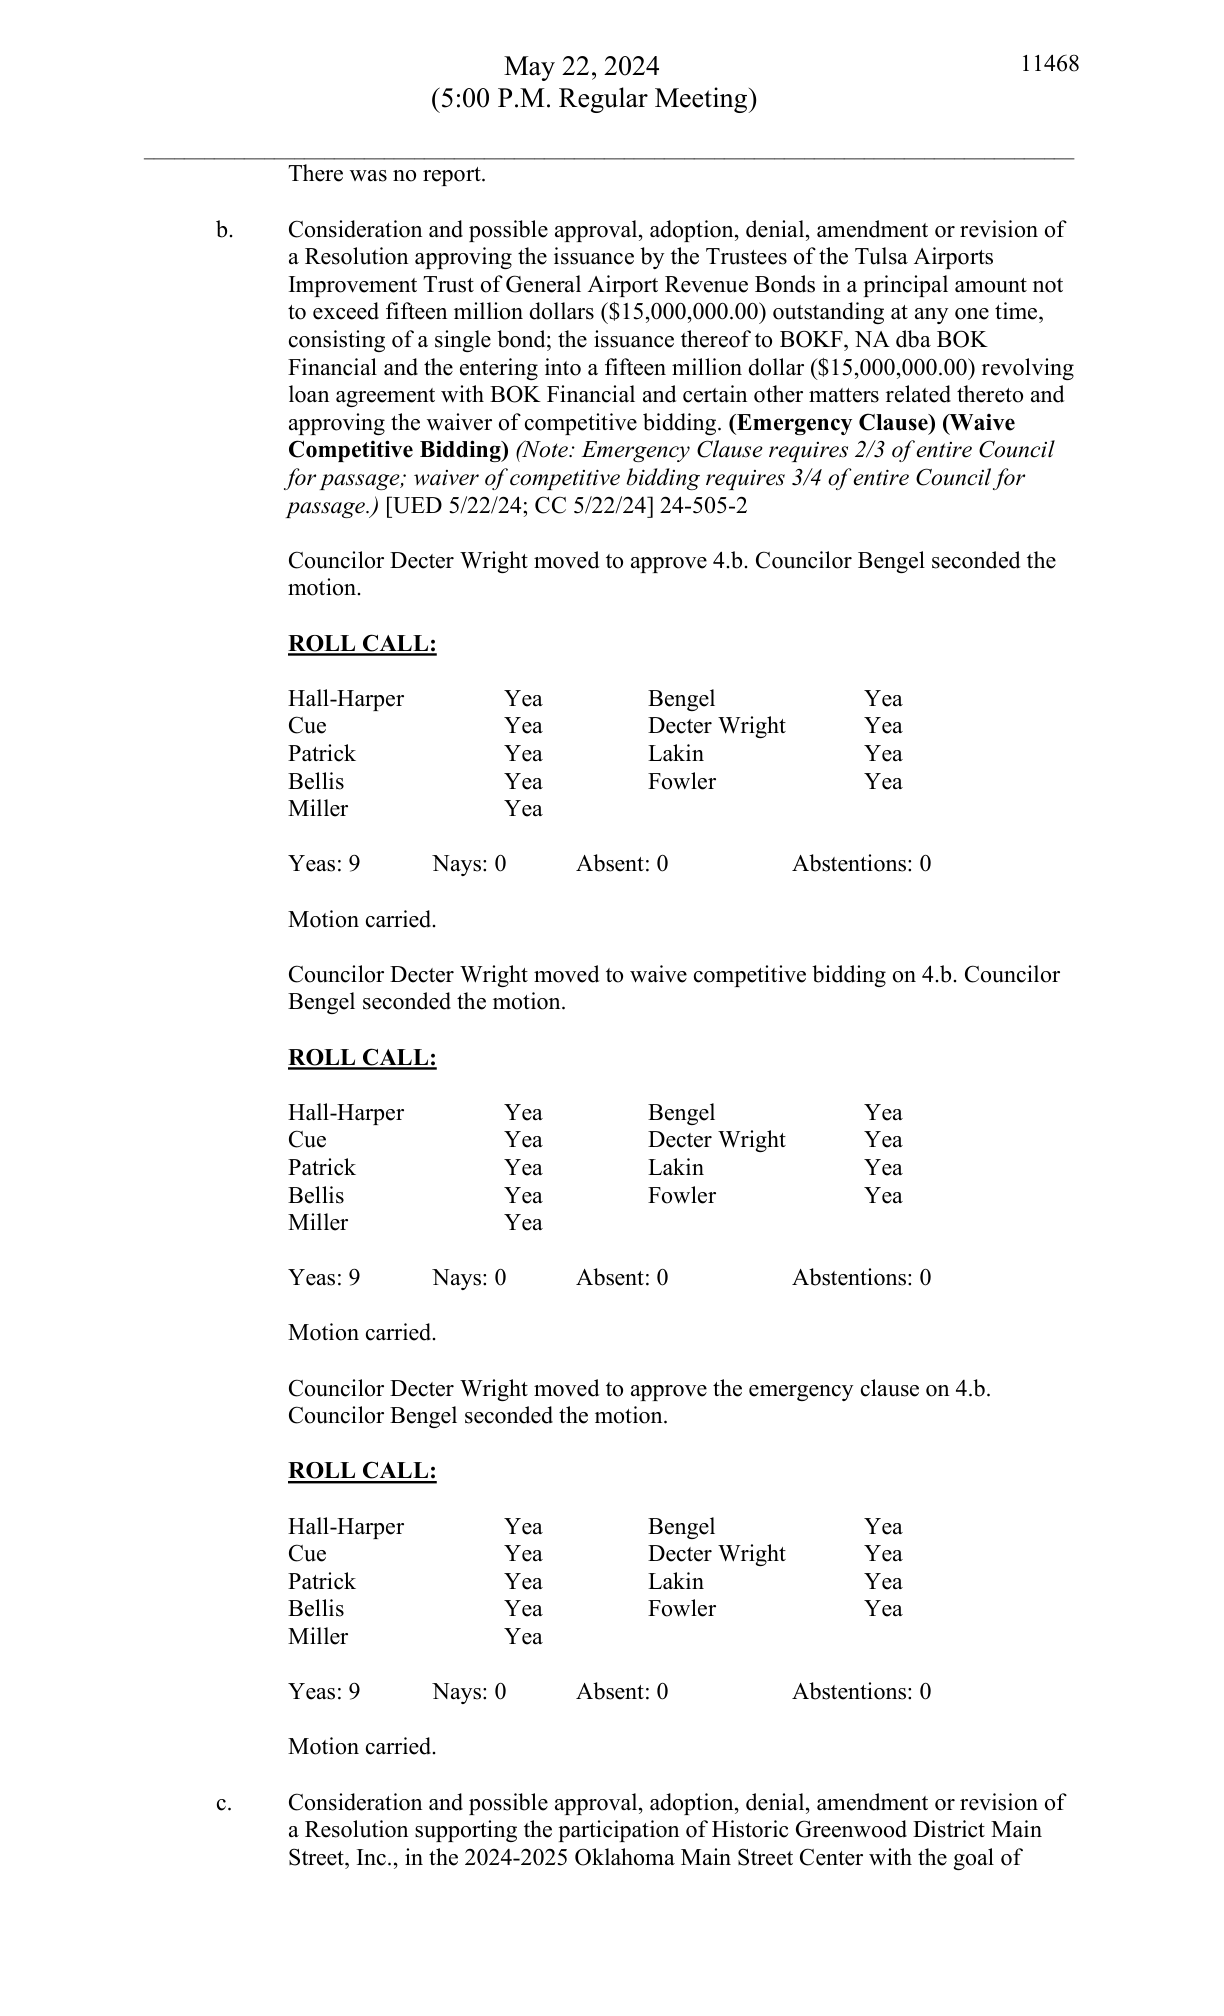 May 22, 2024
11468
(5:00 P.M. Regular Meeting)
There was no report.
b. Consideration and possible approval, adoption, denial, amendment or revision of
a Resolution approving the issuance by the Trustees of the Tulsa Airports
Improvement Trust of General Airport Revenue Bonds in a principal amount not
to exceed fifteen million dollars ($15,000,000.00) outstanding at any one time,
consisting of a single bond; the issuance thereof to BOKF, NA dba BOK
Financial and the entering into a fifteen million dollar ($15,000,000.00) revolving
loan agreement with BOK Financial and certain other matters related thereto and
approving the waiver of competitive bidding. (Emergency Clause) (Waive
Competitive Bidding) (Note: Emergency Clause requires 2/3 of entire Council
for passage; waiver of competitive bidding requires 3/4 of entire Council for
passage.) [UED 5/22/24; CC 5/22/24] 24-505-2
Councilor Decter Wright moved to approve 4.b. Councilor Bengel seconded the
motion.
ROLL CALL:
Hall-Harper Yea Bengel Yea
Cue Yea Decter Wright Yea
Patrick Yea Lakin Yea
Bellis Yea Fowler Yea
Miller Yea
Yeas: 9 Nays: 0 Absent: 0 Abstentions: 0
Motion carried.
Councilor Decter Wright moved to waive competitive bidding on 4.b. Councilor
Bengel seconded the motion.
ROLL CALL:
Hall-Harper Yea Bengel Yea
Cue Yea Decter Wright Yea
Patrick Yea Lakin Yea
Bellis Yea Fowler Yea
Miller Yea
Yeas: 9 Nays: 0 Absent: 0 Abstentions: 0
Motion carried.
Councilor Decter Wright moved to approve the emergency clause on 4.b.
Councilor Bengel seconded the motion.
ROLL CALL:
Hall-Harper Yea Bengel Yea
Cue Yea Decter Wright Yea
Patrick Yea Lakin Yea
Bellis Yea Fowler Yea
Miller Yea
Yeas: 9 Nays: 0 Absent: 0 Abstentions: 0
Motion carried.
c. Consideration and possible approval, adoption, denial, amendment or revision of
a Resolution supporting the participation of Historic Greenwood District Main
Street, Inc., in the 2024-2025 Oklahoma Main Street Center with the goal of